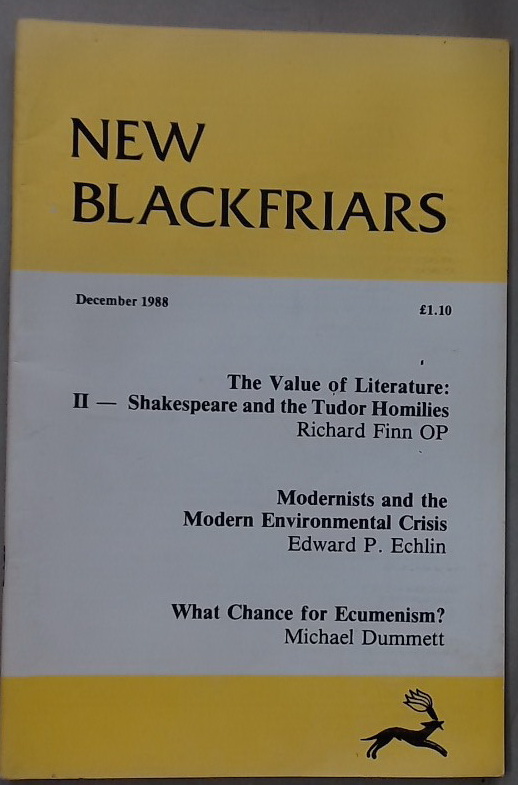 NEW
BLACKFRIARS
December 1988
£1.10
The Value of Literature:
II — Shakespeare and the Tudor Homilies
Richard Finn OP
Modernists and the
Modern Environmental Crisis
Edward P. Echlin
What Chance for Ecumenism?
Michael Dummett